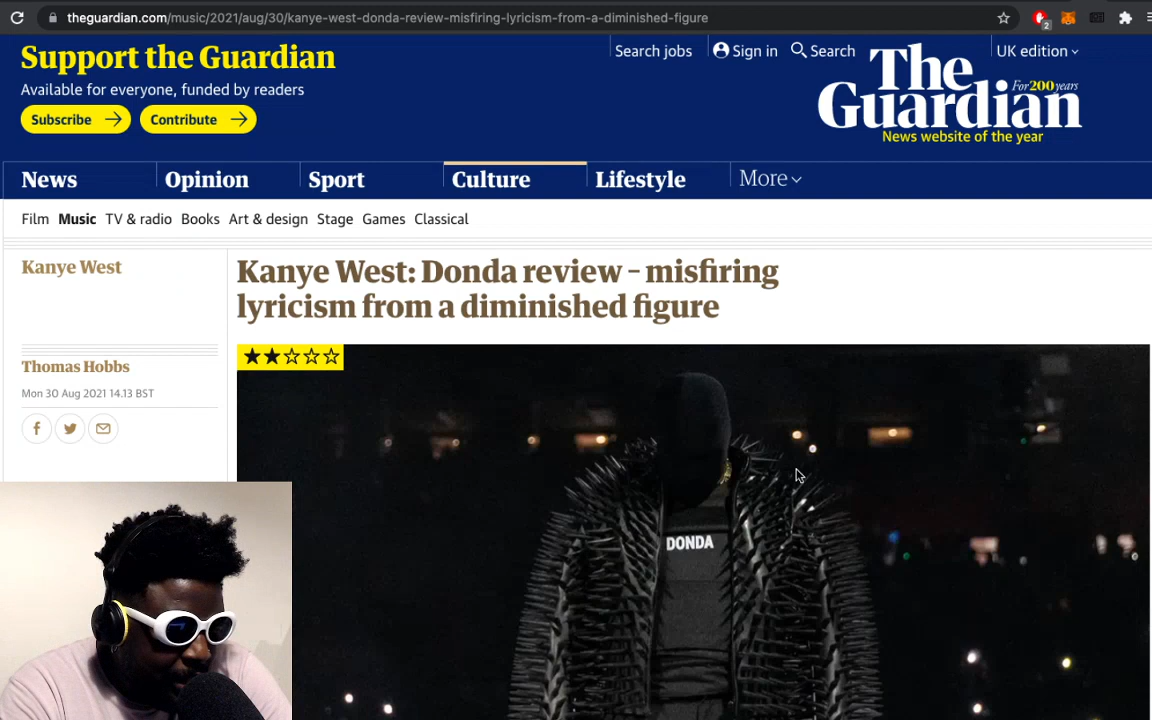 theguardian.com/music/2021/aug/30/kanye-west-donda-review-misfiring-lyricism-from-a-diminished-figure
2
Support the Guardian
Available for everyone, funded by readers
Subscribe
Contribute
Search jobs
Sign in
Search
UK edition
The Guardian
For 200 years
News website of the year
News
Opinion
Sport
Culture
Lifestyle
More
Film Music TV & radio Books Art & design Stage Games Classical
Kanye West
Kanye West: Donda review – misfiring
lyricism from a diminished figure
Thomas Hobbs
Mon 30 Aug 2021 14.13 BST
DONDA